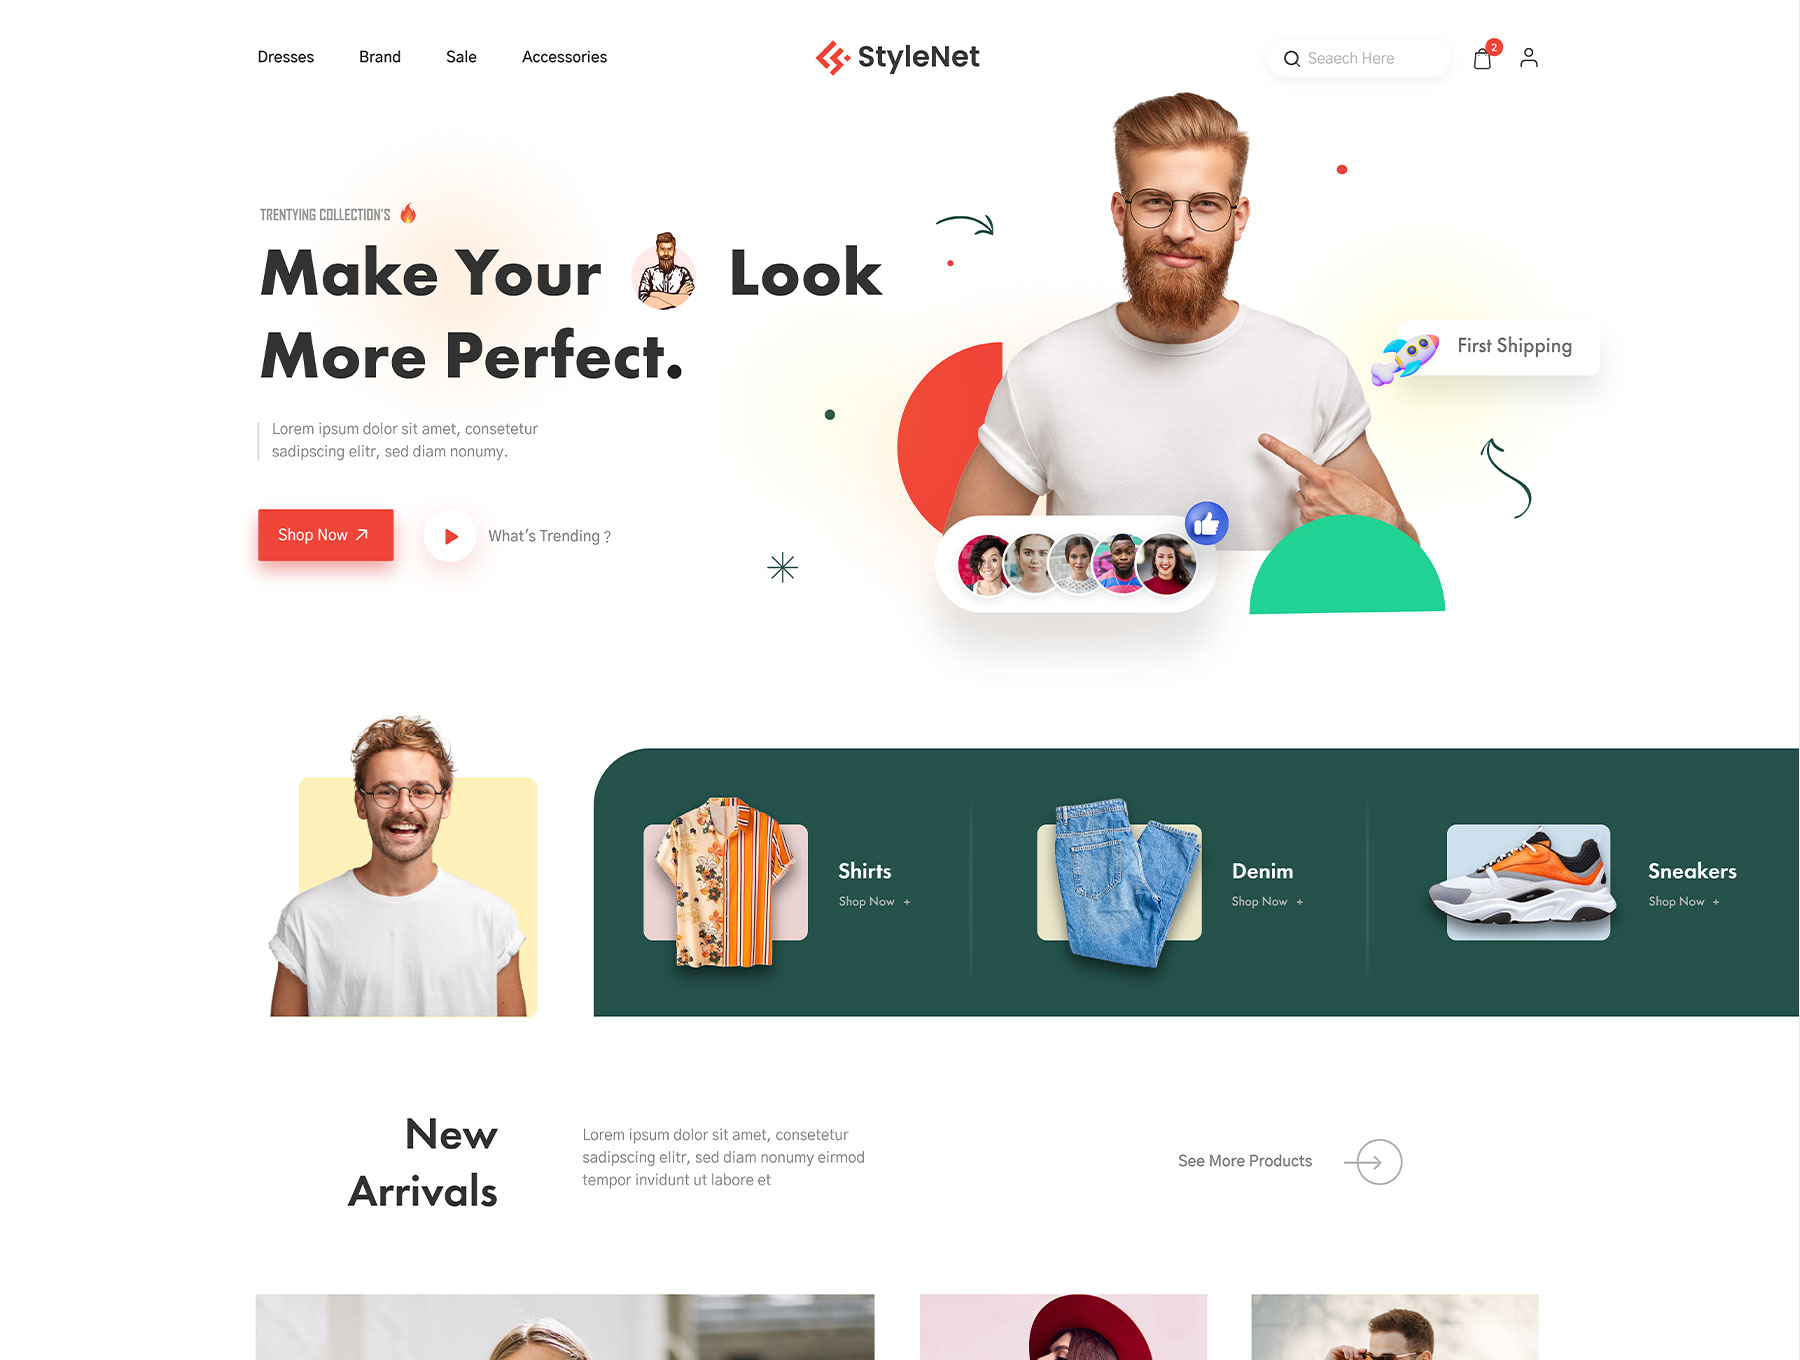 Dresses
Brand
Sale
Accessories
StyleNet
Seaech Here
2
TRENTYING COLLECTION'S
Make Your Look
More Perfect.
Lorem ipsum dolor sit amet, consetetur
sadipscing elitr, sed diam nonumy.
Shop Now
What's Trending ?
First Shipping
Shirts
Shop Now +
Denim
Shop Now +
Sneakers
Shop Now +
New
Arrivals
Lorem ipsum dolor sit amet, consetetur
sadipscing elitr, sed diam nonumy eirmod
tempor invidunt ut labore et
See More Products